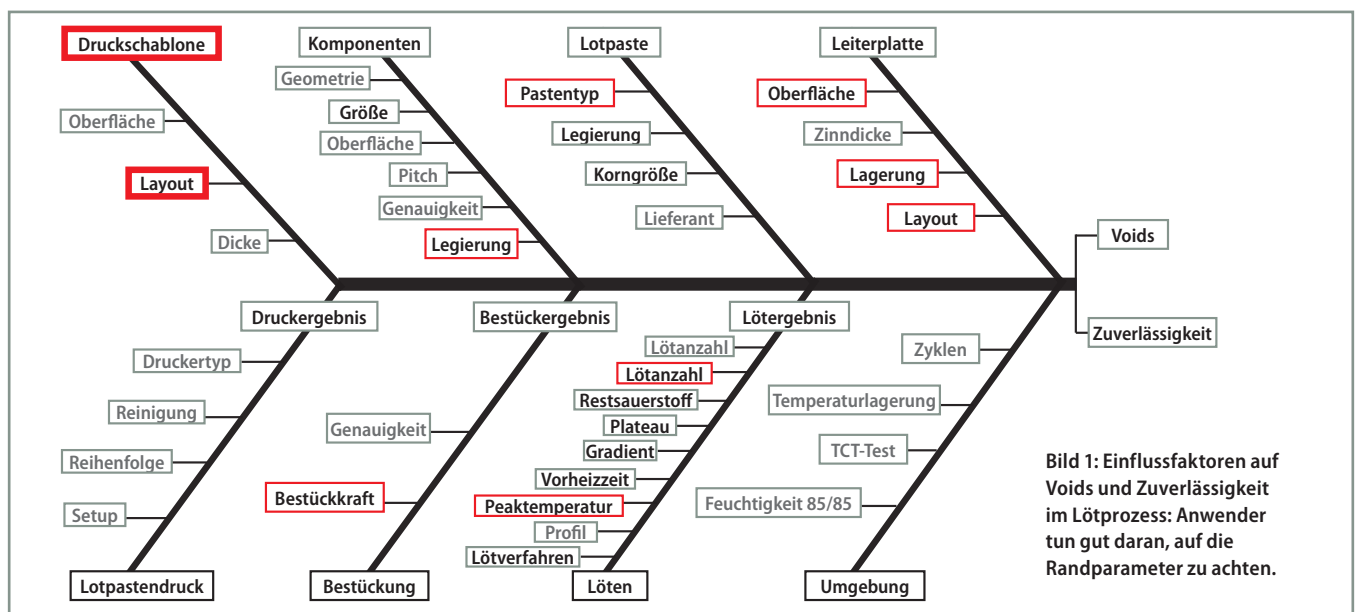 Druckschablone
Oberfläche
Layout
Dicke
Komponenten
Geometrie
Größe
Oberfläche
Pitch
Genauigkeit
Legierung
Lotpaste
Pastentyp
Legierung
Korngröße
Lieferant
Leiterplatte
Oberfläche
Zinndicke
Lagerung
Layout
Voids
Zuverlässigkeit
Druckergebnis
Druckertyp
Reinigung
Reihenfolge
Setup
Lotpastendruck
Bestückergebnis
Genauigkeit
Bestückkraft
Bestückung
Lötergebnis
Lötanzahl
Lötanzahl
Restsauerstoff
Plateau
Gradient
Vorheizzeit
Peaktemperatur
Profil
Lötverfahren
Löten
Zyklen
Temperaturlagerung
TCT-Test
Feuchtigkeit 85/85
Umgebung
Bild 1: Einflussfaktoren auf
Voids und Zuverlässigkeit
im Lötprozess: Anwender
tun gut daran, auf die
Randparameter zu achten.